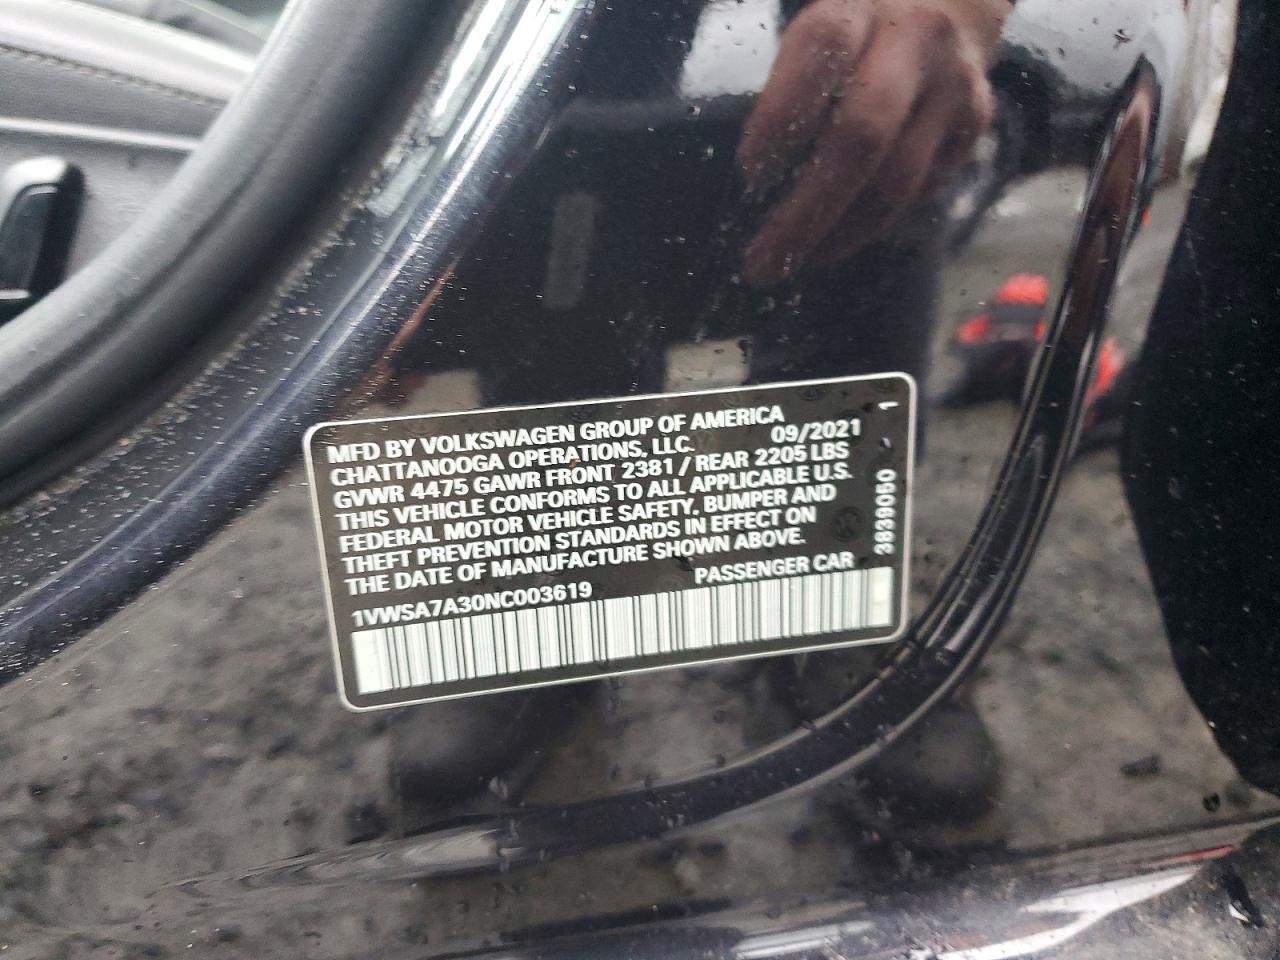 MFD BY VOLKSWAGEN GROUP OF AMERICA
CHATTANOOGA OPERATIONS, LLC. 09/2021
GVWR 4475 GAWR FRONT 2381 / REAR 2205 LBS
THIS VEHICLE CONFORMS TO ALL APPLICABLE U.S.
FEDERAL MOTOR VEHICLE SAFETY, BUMPER AND
THEFT PREVENTION STANDARDS IN EFFECT ON
THE DATE OF MANUFACTURE SHOWN ABOVE.
1VWSA7A30NC003619 PASSENGER CAR
3839050 1